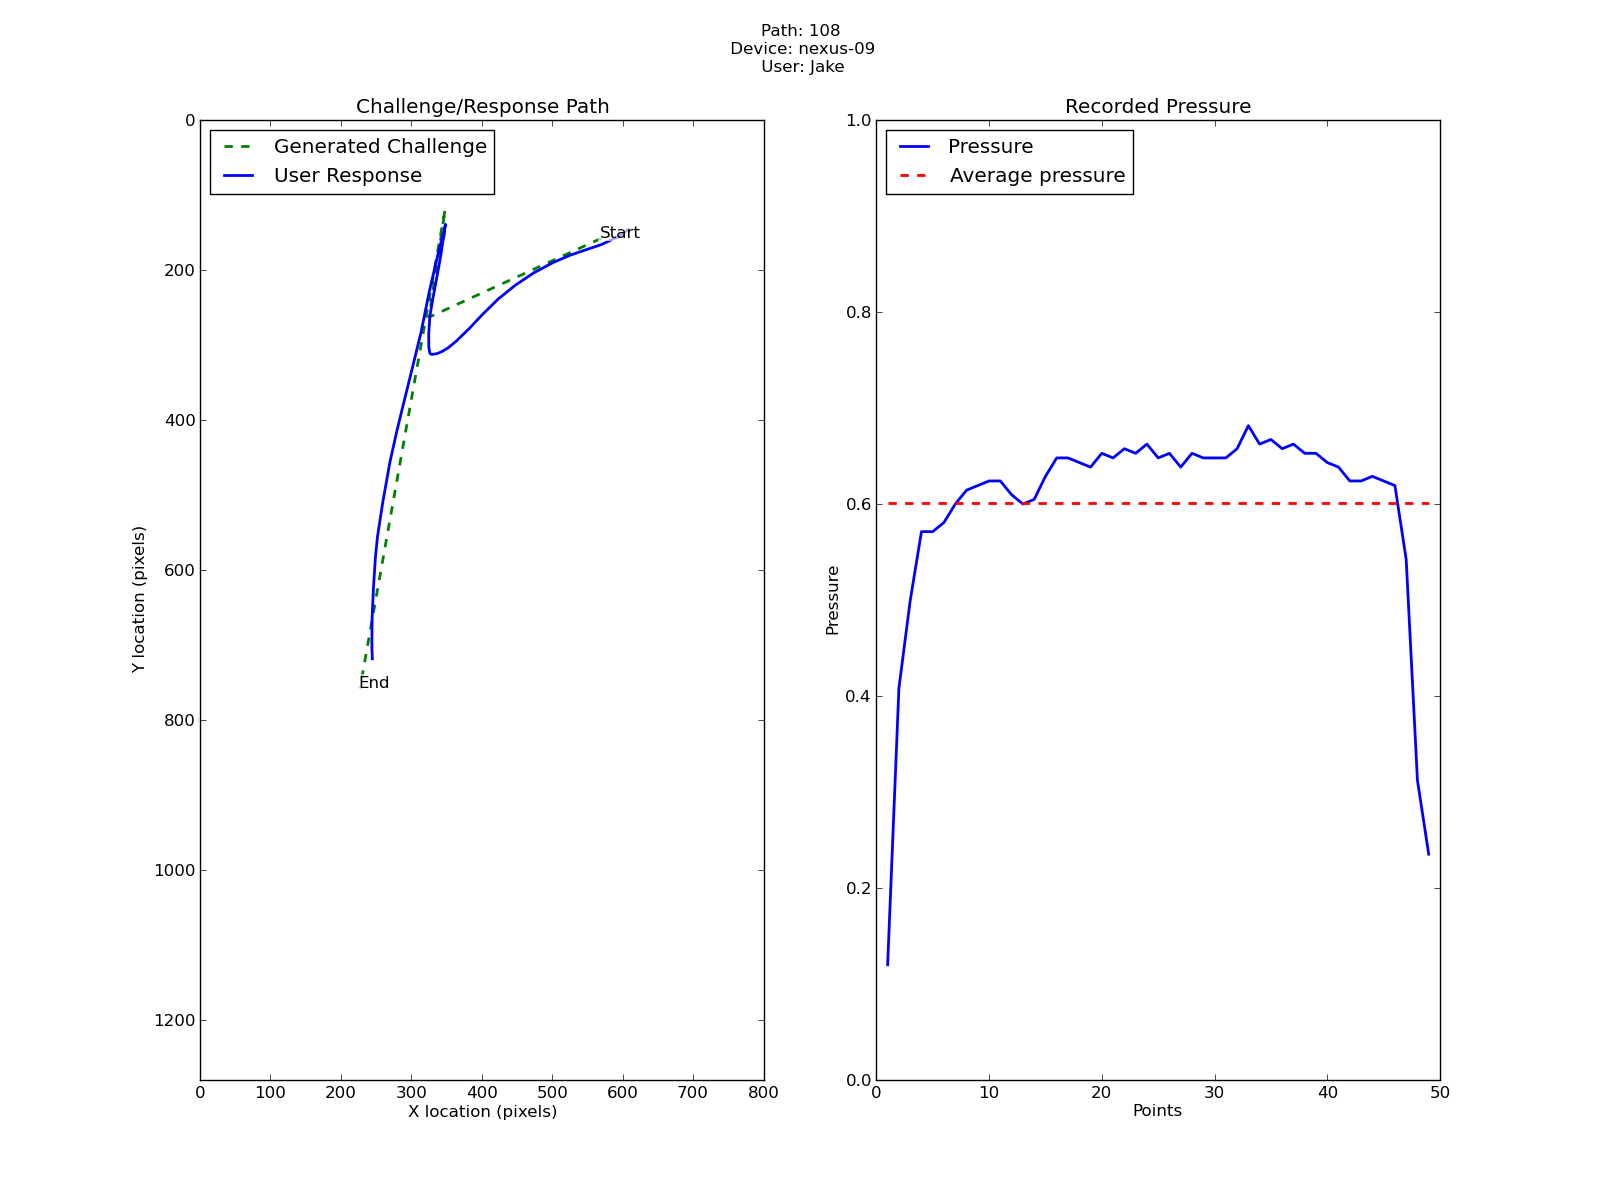 Path: 108
Device: nexus-09
User: Jake
Challenge/Response Path
Generated Challenge
User Response
Start
End
0
200
400
600
800
1000
1200
Y location (pixels)
0 100 200 300 400 500 600 700 800
X location (pixels)
Recorded Pressure
Pressure
Average pressure
1.0
0.8
0.6
0.4
0.2
0.0
Pressure
0 10 20 30 40 50
Points